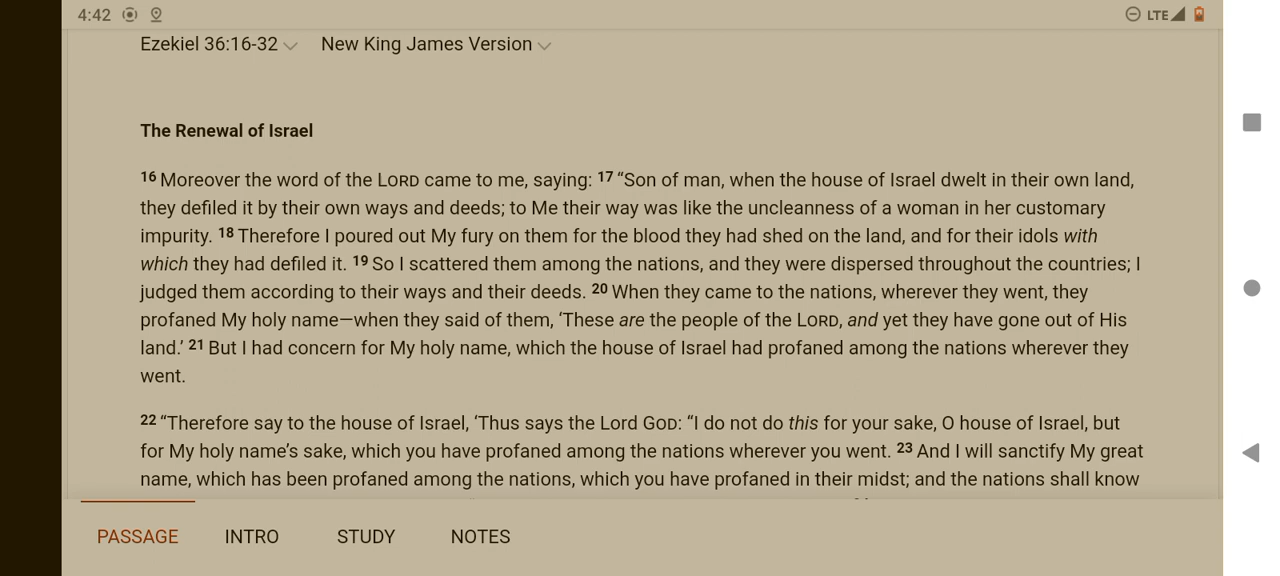 4:42 LTE
Ezekiel 36:16-32 New King James Version
The Renewal of Israel
16 Moreover the word of the LORD came to me, saying: 17 “Son of man, when the house of Israel dwelt in their own land,
they defiled it by their own ways and deeds; to Me their way was like the uncleanness of a woman in her customary
impurity. 18 Therefore I poured out My fury on them for the blood they had shed on the land, and for their idols with
which they had defiled it. 19 So I scattered them among the nations, and they were dispersed throughout the countries; I
judged them according to their ways and their deeds. 20 When they came to the nations, wherever they went, they
profaned My holy name—when they said of them, ‘These are the people of the LORD, and yet they have gone out of His
land.’ 21 But I had concern for My holy name, which the house of Israel had profaned among the nations wherever they
went.
22 “Therefore say to the house of Israel, ‘Thus says the Lord GOD: “I do not do this for your sake, O house of Israel, but
for My holy name’s sake, which you have profaned among the nations wherever you went. 23 And I will sanctify My great
name, which has been profaned among the nations, which you have profaned in their midst; and the nations shall know
PASSAGE INTRO STUDY NOTES